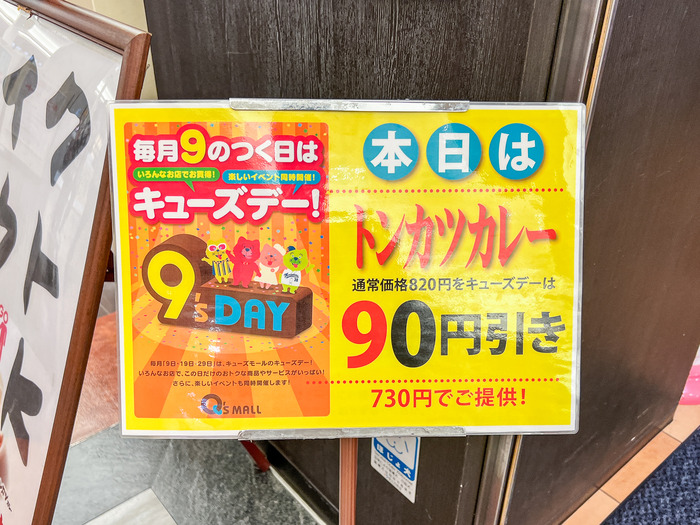 毎月9のつく日は
いろんなお店でお買得!
楽しいイベント同時開催!
キューズデー!
9's DAY
毎月「9日・19日・29日」は、キューズモールのキューズデー!
いろんなお店で、この日だけのおトクな商品やサービスがいっぱい!
さらに、楽しいイベントも同時開催します!
Q's MALL
本日は
トンカツカレー
通常価格820円をキューズデーは
90円引き
730円でご提供!
ほじょ犬